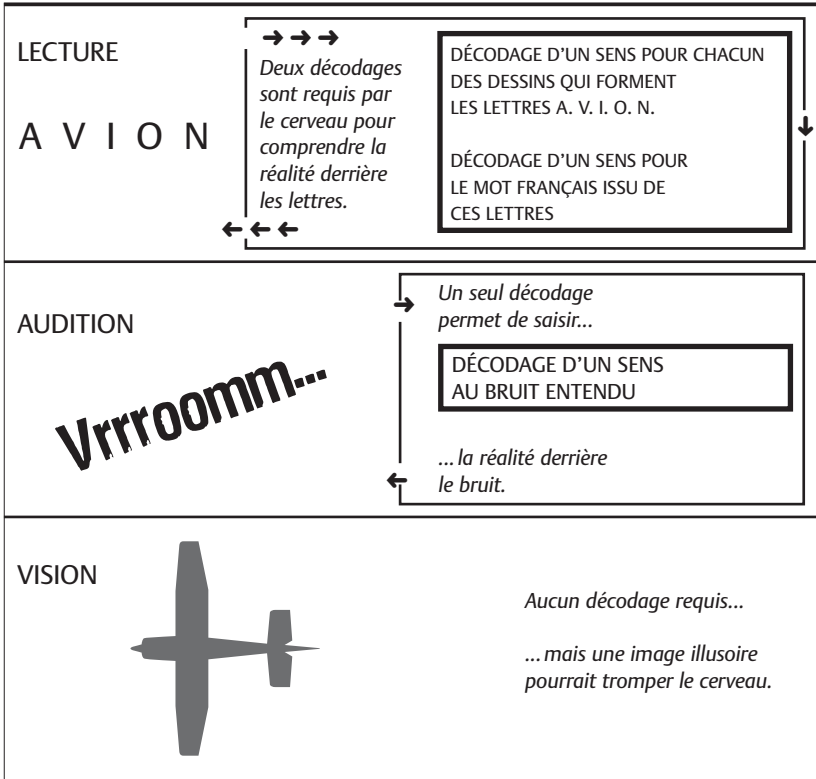 LECTURE
A V I O N
Deux décodages
sont requis par
le cerveau pour
comprendre la
réalité derrière
les lettres.
DÉCODAGE D'UN SENS POUR CHACUN
DES DESSINS QUI FORMENT
LES LETTRES A. V. I. O. N.
DÉCODAGE D'UN SENS POUR
LE MOT FRANÇAIS ISSU DE
CES LETTRES
AUDITION
Vrrroomm...
Un seul décodage
permet de saisir...
DÉCODAGE D'UN SENS
AU BRUIT ENTENDU
...la réalité derrière
le bruit.
VISION
Aucun décodage requis...
...mais une image illusoire
pourrait tromper le cerveau.